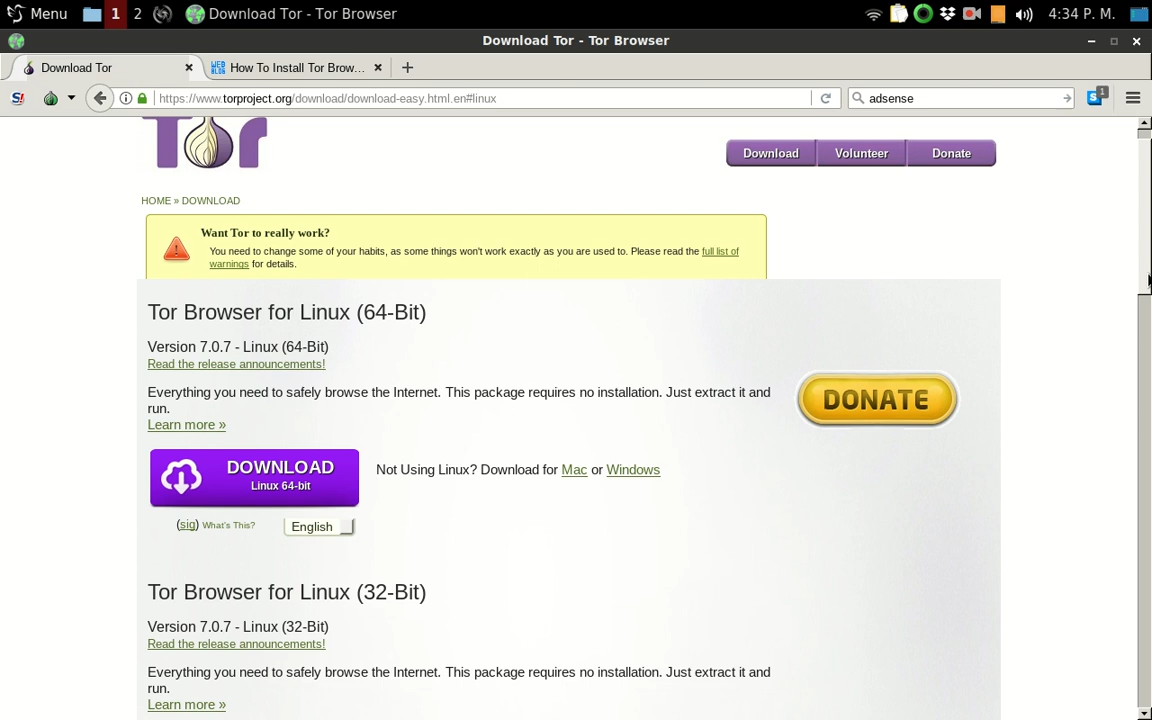 Menu 1 2 Download Tor - Tor Browser 4:34 P. M.
Download Tor - Tor Browser
Download Tor How To Install Tor Brow...
https://www.torproject.org/download/download-easy.html.en#linux adsense 1
Tor
Download Volunteer Donate
HOME » DOWNLOAD
Want Tor to really work?
You need to change some of your habits, as some things won't work exactly as you are used to. Please read the full list of
warnings for details.
Tor Browser for Linux (64-Bit)
Version 7.0.7 - Linux (64-Bit)
Read the release announcements!
Everything you need to safely browse the Internet. This package requires no installation. Just extract it and
run.
Learn more »
DONATE
DOWNLOAD
Linux 64-bit
Not Using Linux? Download for Mac or Windows
(sig) What's This? English
Tor Browser for Linux (32-Bit)
Version 7.0.7 - Linux (32-Bit)
Read the release announcements!
Everything you need to safely browse the Internet. This package requires no installation. Just extract it and
run.
Learn more »